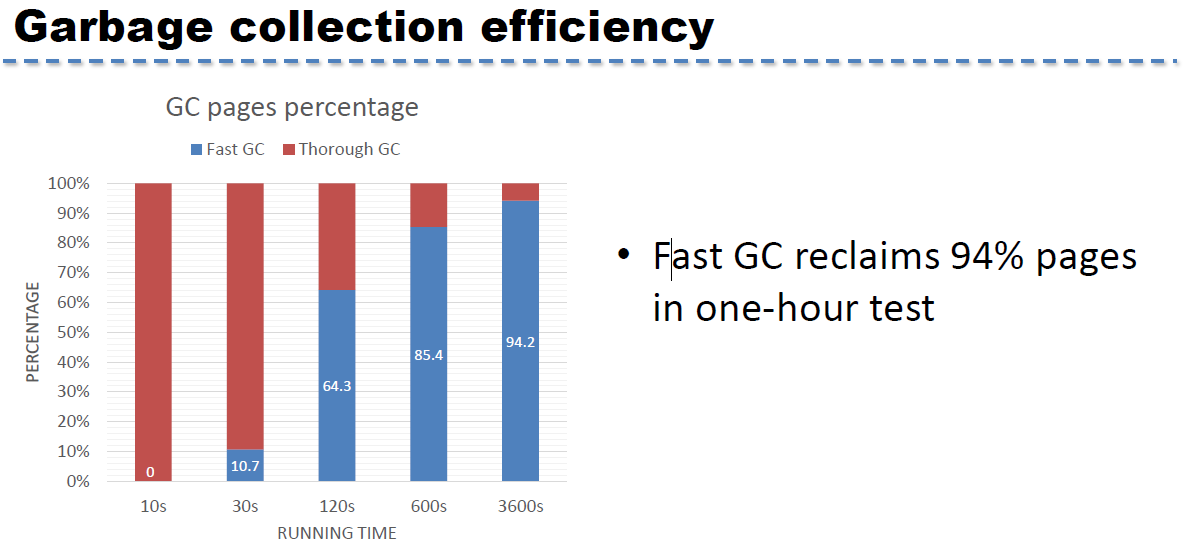 Garbage collection efficiency
GC pages percentage
Fast GC Thorough GC
100%
90%
80%
70%
60%
50%
40%
30%
20%
10%
0%
PERCENTAGE
0
10.7
64.3
85.4
94.2
10s 30s 120s 600s 3600s
RUNNING TIME
• Fast GC reclaims 94% pages
in one-hour test